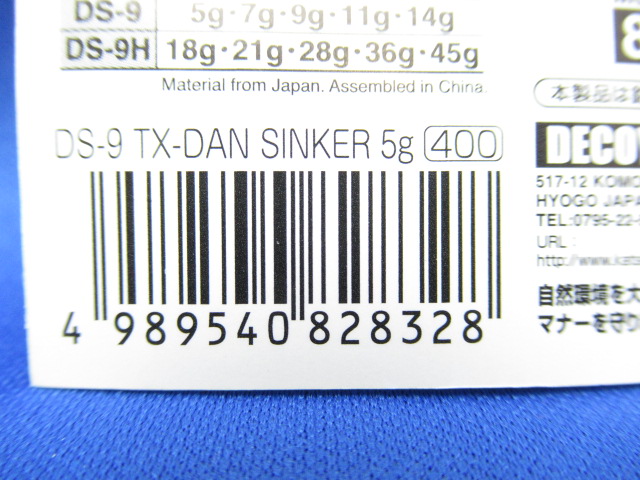 DS-9 5g・7g・9g・11g・14g
DS-9H 18g・21g・28g・36g・45g
Material from Japan. Assembled in China.
本製品は
DS-9 TX-DAN SINKER 5g 400
DECO
517-12 KOMO
HYOGO JAPA
TEL:0795-22-
URL:
http://www.kats
自然環境を大
マナーを守り
4 989540 828328